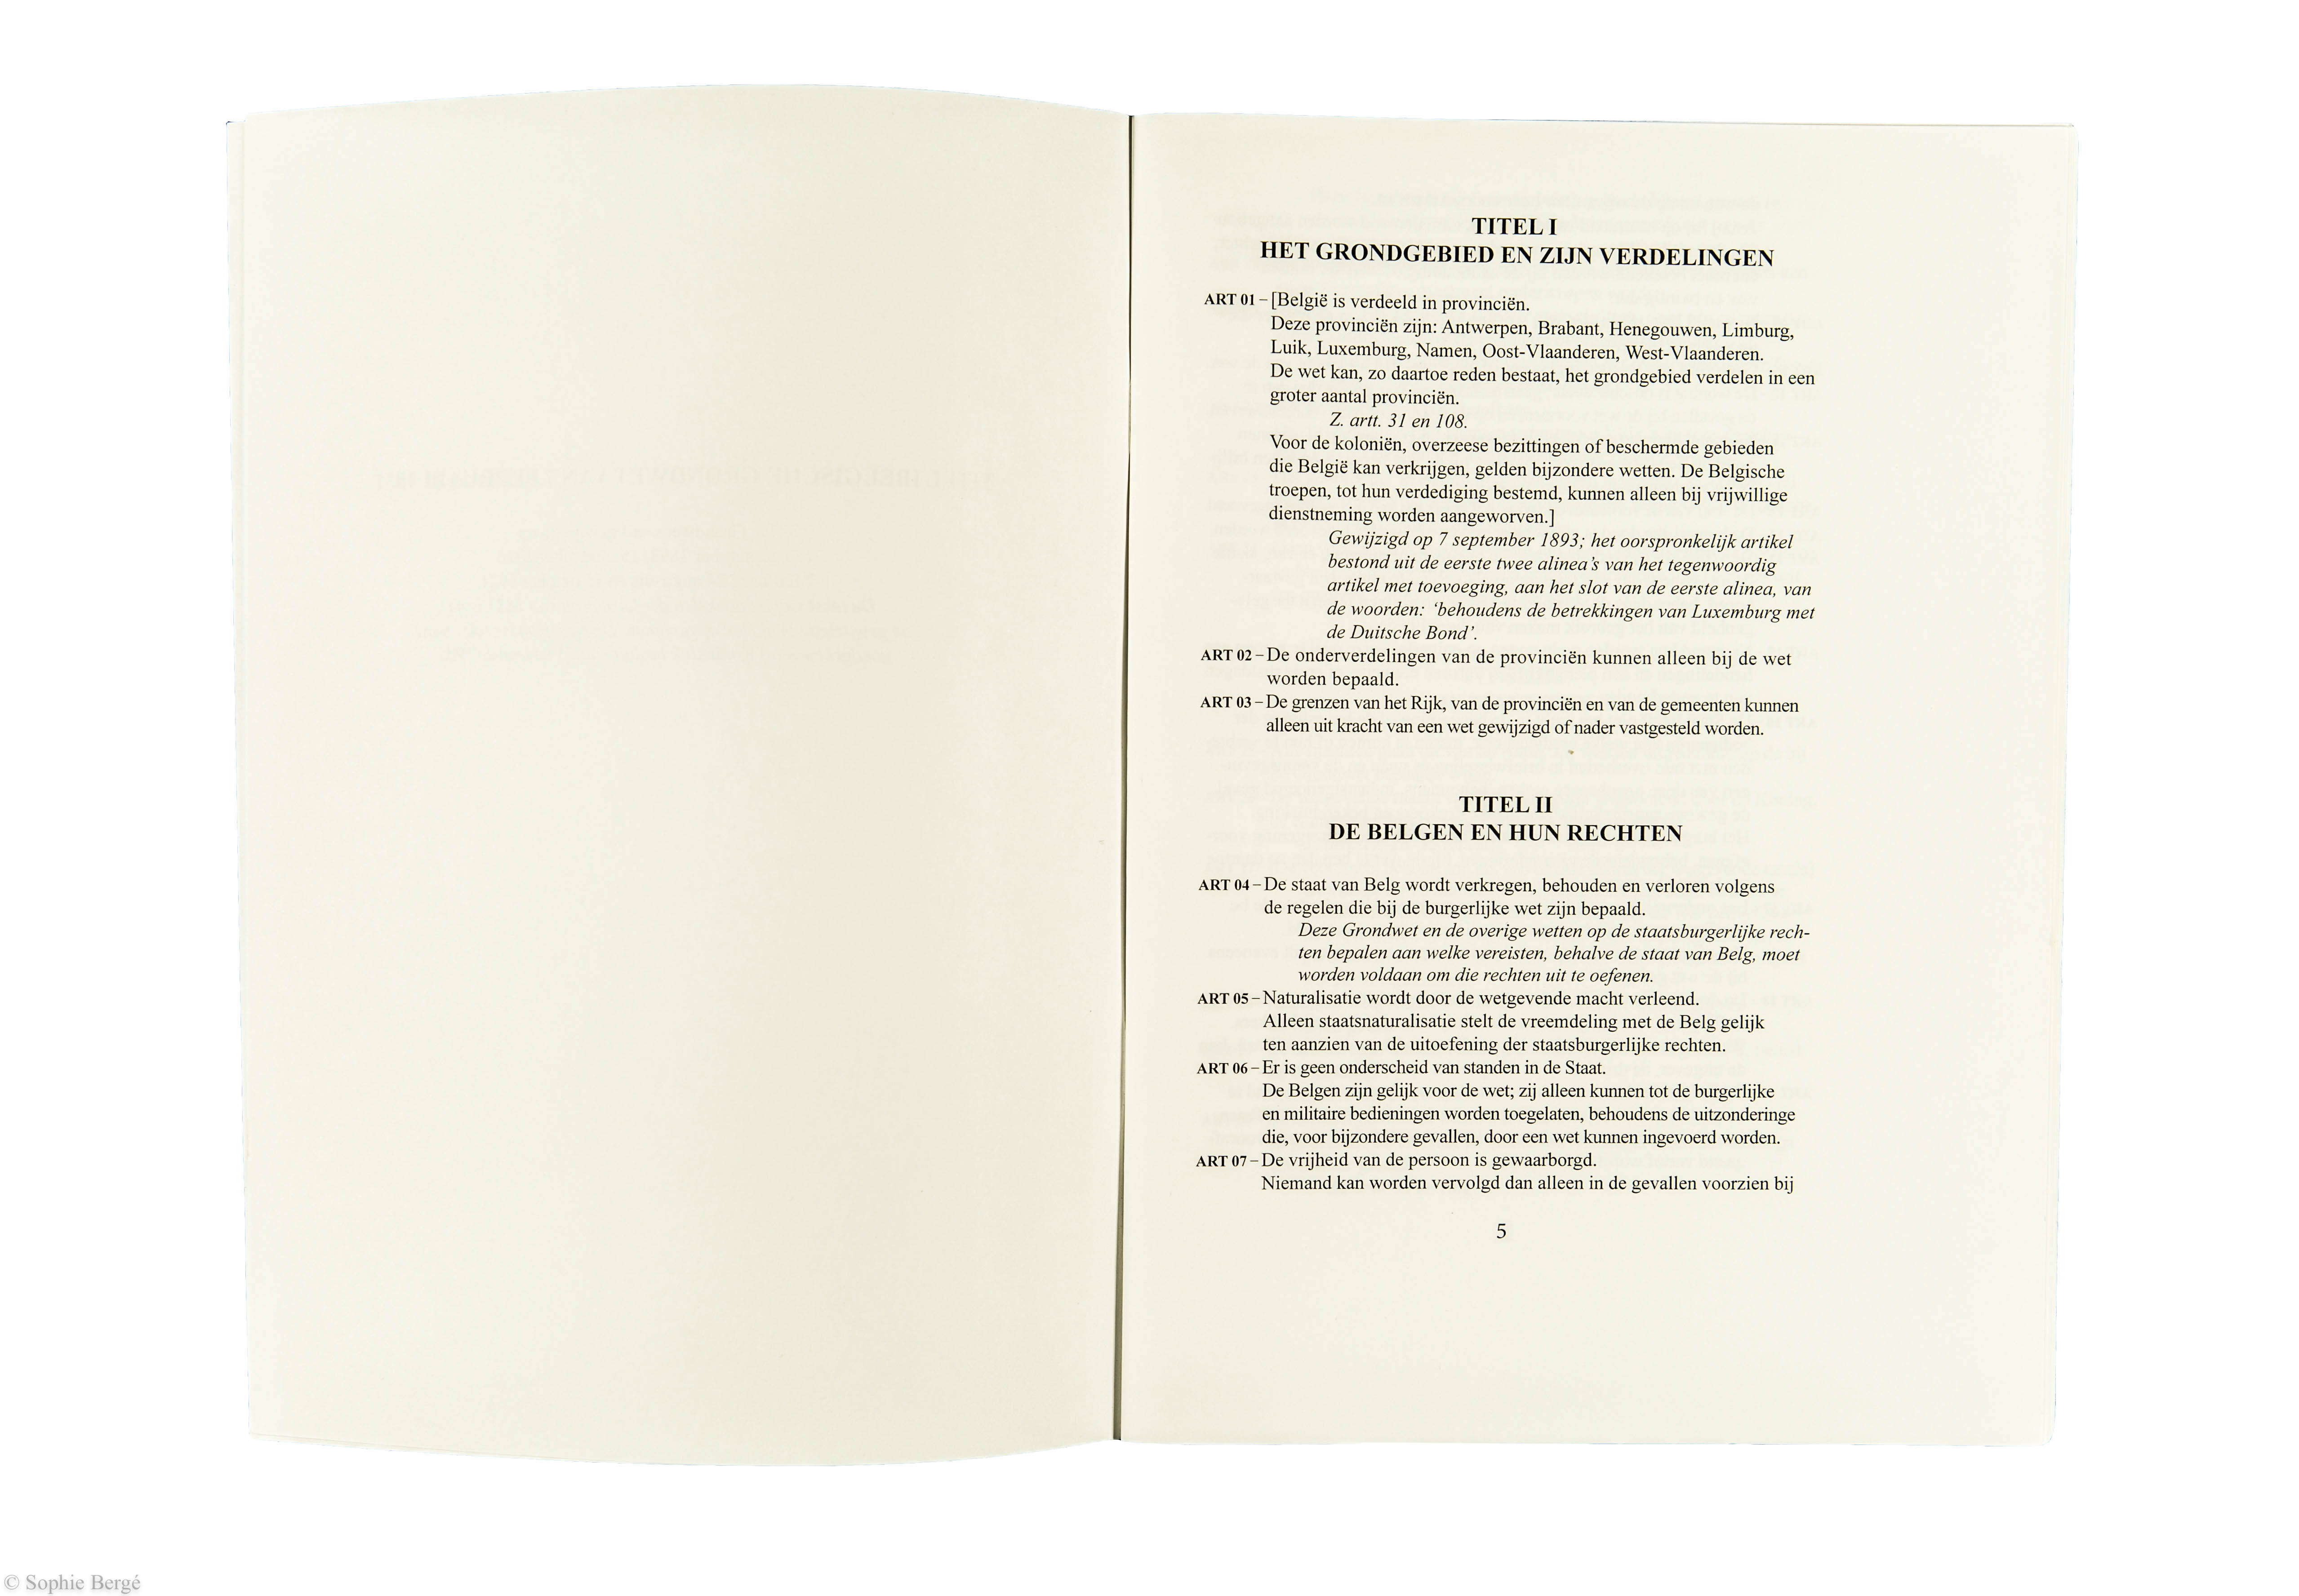 TITEL I
HET GRONDGEBIED EN ZIJN VERDELINGEN
ART 01 – [België is verdeeld in provinciën.
Deze provinciën zijn: Antwerpen, Brabant, Henegouwen, Limburg,
Luik, Luxemburg, Namen, Oost-Vlaanderen, West-Vlaanderen.
De wet kan, zo daartoe reden bestaat, het grondgebied verdelen in een
groter aantal provinciën.
Z. artt. 31 en 108.
Voor de koloniën, overzeese bezittingen of beschermde gebieden
die België kan verkrijgen, gelden bijzondere wetten. De Belgische
troepen, tot hun verdediging bestemd, kunnen alleen bij vrijwillige
dienstneming worden aangeworven.]
Gewijzigd op 7 september 1893; het oorspronkelijk artikel
bestond uit de eerste twee alinea's van het tegenwoordig
artikel met toevoeging, aan het slot van de eerste alinea, van
de woorden: ‘behoudens de betrekkingen van Luxemburg met
de Duitsche Bond’.
ART 02 – De onderverdelingen van de provinciën kunnen alleen bij de wet
worden bepaald.
ART 03 – De grenzen van het Rijk, van de provinciën en van de gemeenten kunnen
alleen uit kracht van een wet gewijzigd of nader vastgesteld worden.
TITEL II
DE BELGEN EN HUN RECHTEN
ART 04 – De staat van Belg wordt verkregen, behouden en verloren volgens
de regelen die bij de burgerlijke wet zijn bepaald.
Deze Grondwet en de overige wetten op de staatsburgerlijke rech-
ten bepalen aan welke vereisten, behalve de staat van Belg, moet
worden voldaan om die rechten uit te oefenen.
ART 05 – Naturalisatie wordt door de wetgevende macht verleend.
Alleen staatsnaturalisatie stelt de vreemdeling met de Belg gelijk
ten aanzien van de uitoefening der staatsburgerlijke rechten.
ART 06 – Er is geen onderscheid van standen in de Staat.
De Belgen zijn gelijk voor de wet; zij alleen kunnen tot de burgerlijke
en militaire bedieningen worden toegelaten, behoudens de uitzonderinge
die, voor bijzondere gevallen, door een wet kunnen ingevoerd worden.
ART 07 – De vrijheid van de persoon is gewaarborgd.
Niemand kan worden vervolgd dan alleen in de gevallen voorzien bij
5
© Sophie Bergé